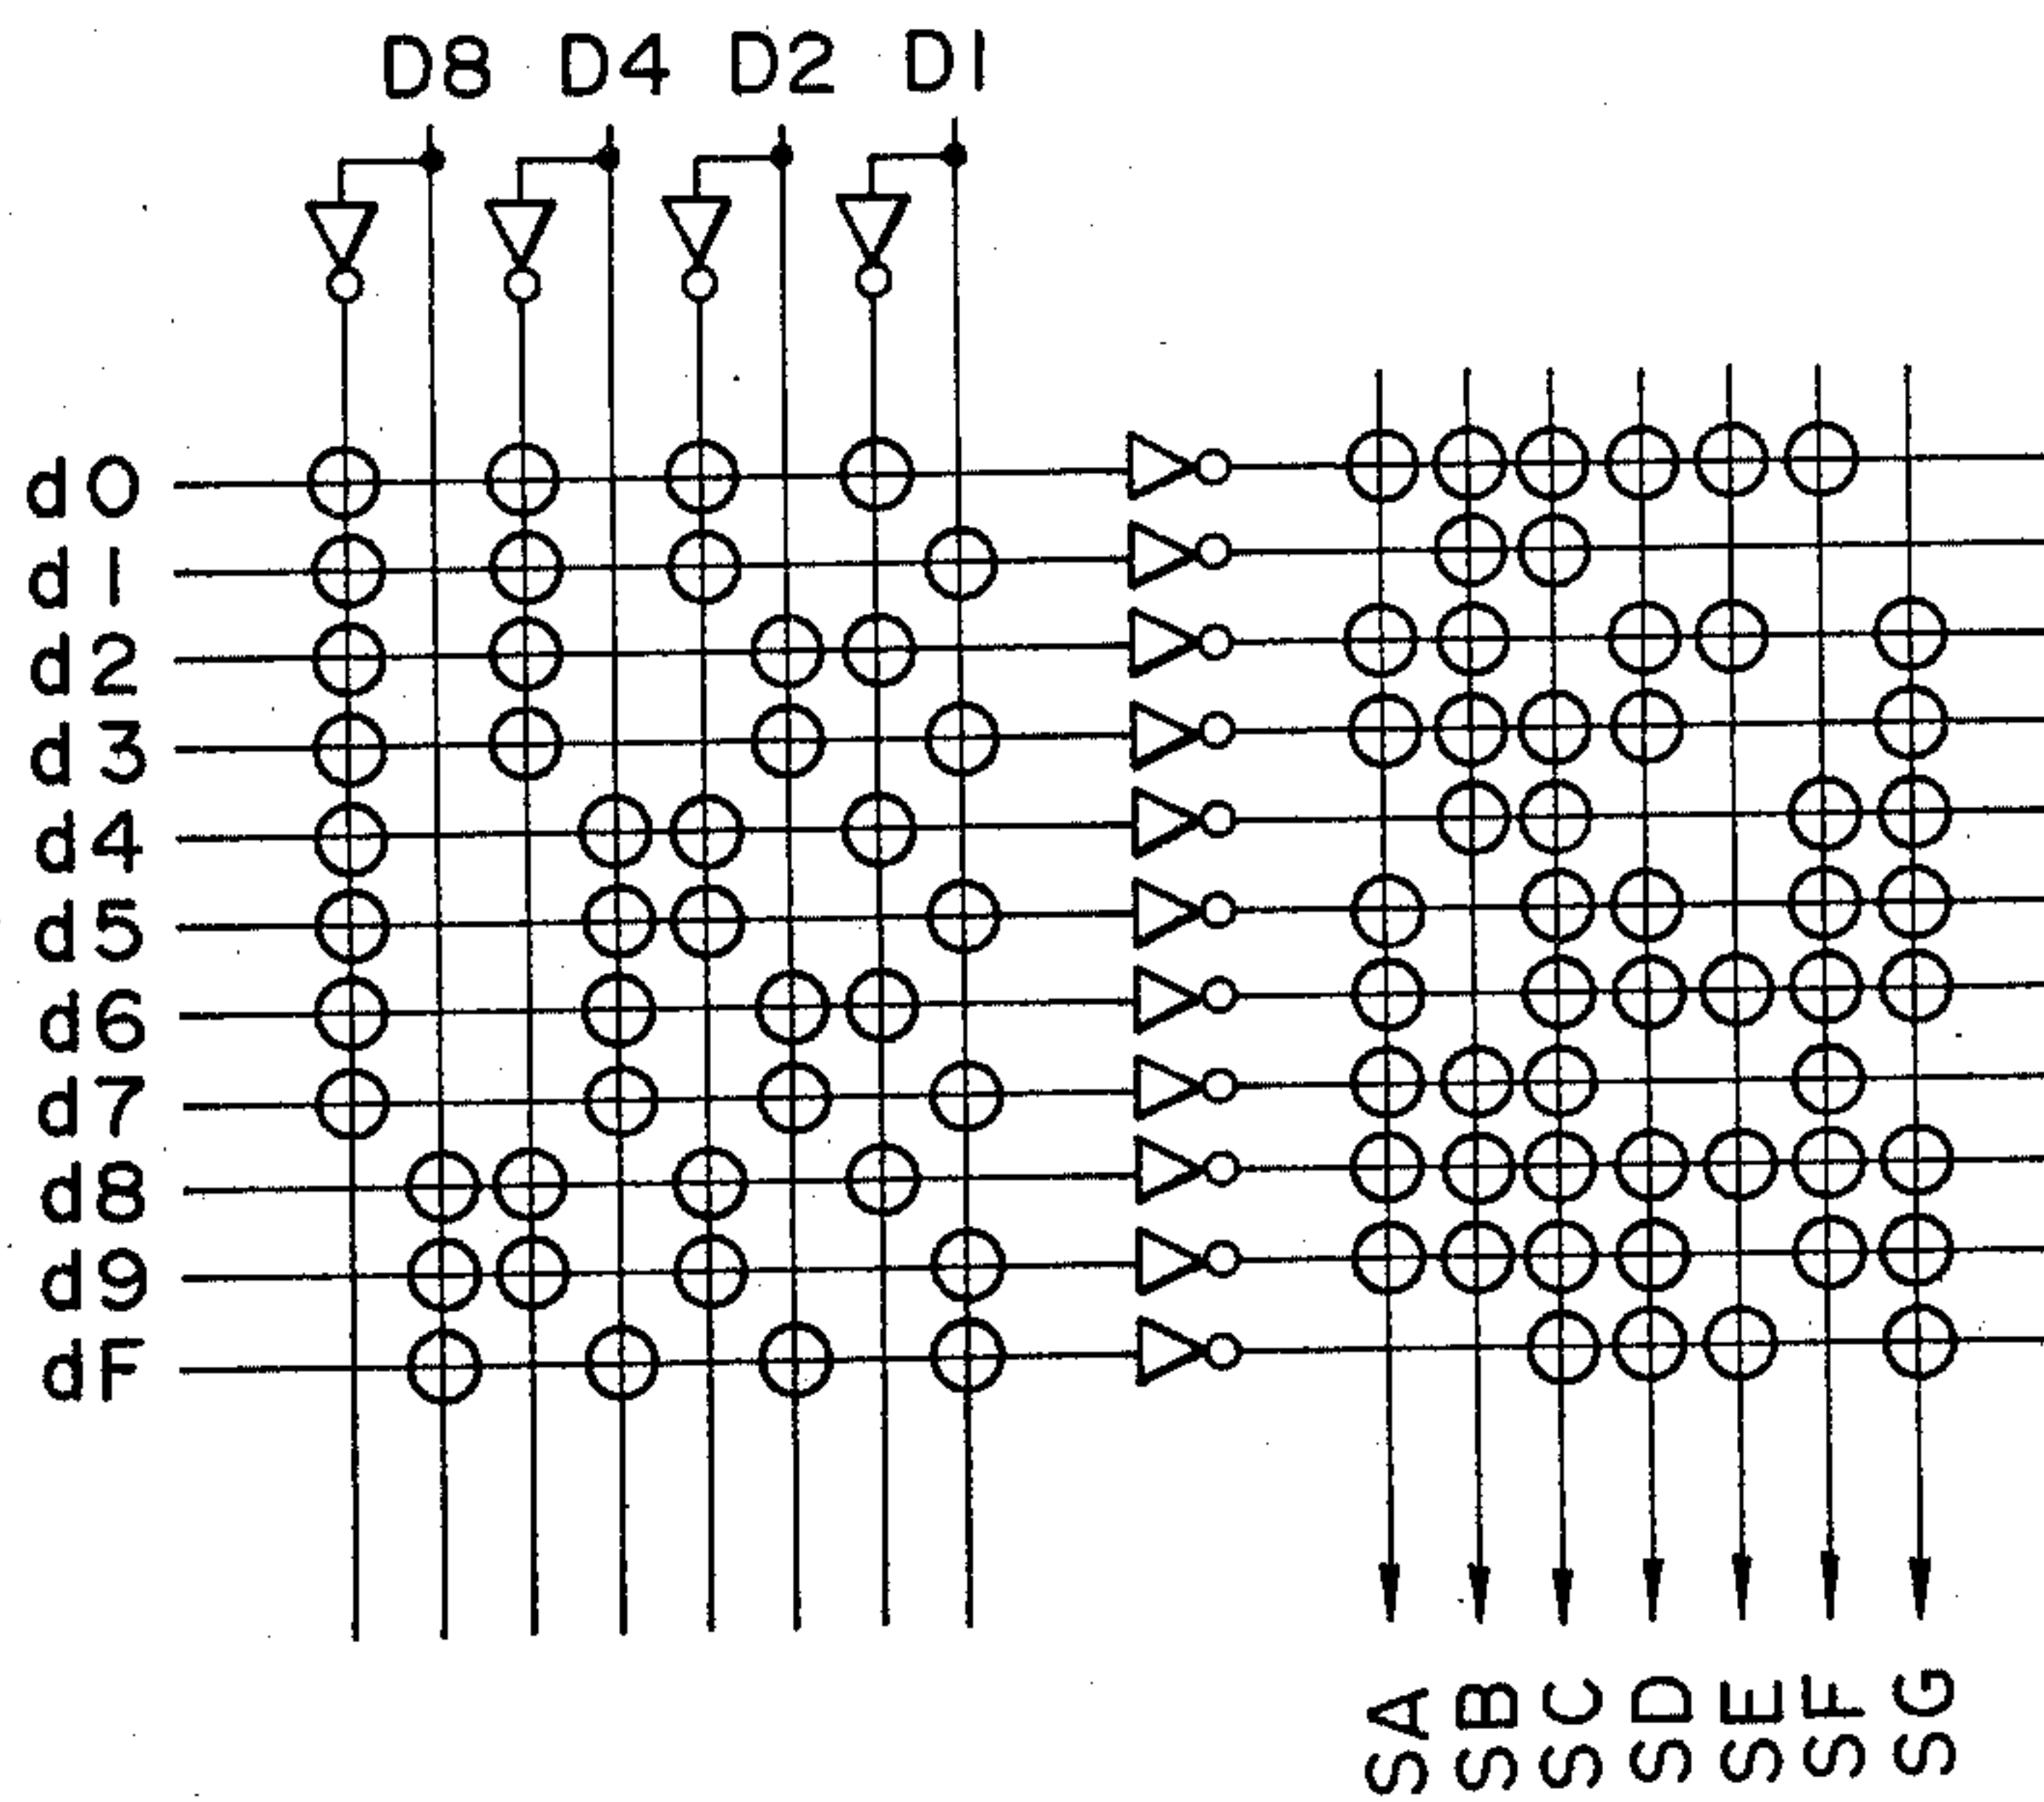 D8 D4 D2 D1
d0
d1
d2
d3
d4
d5
d6
d7
d8
d9
dF
SA SB SC SD SE SF SG